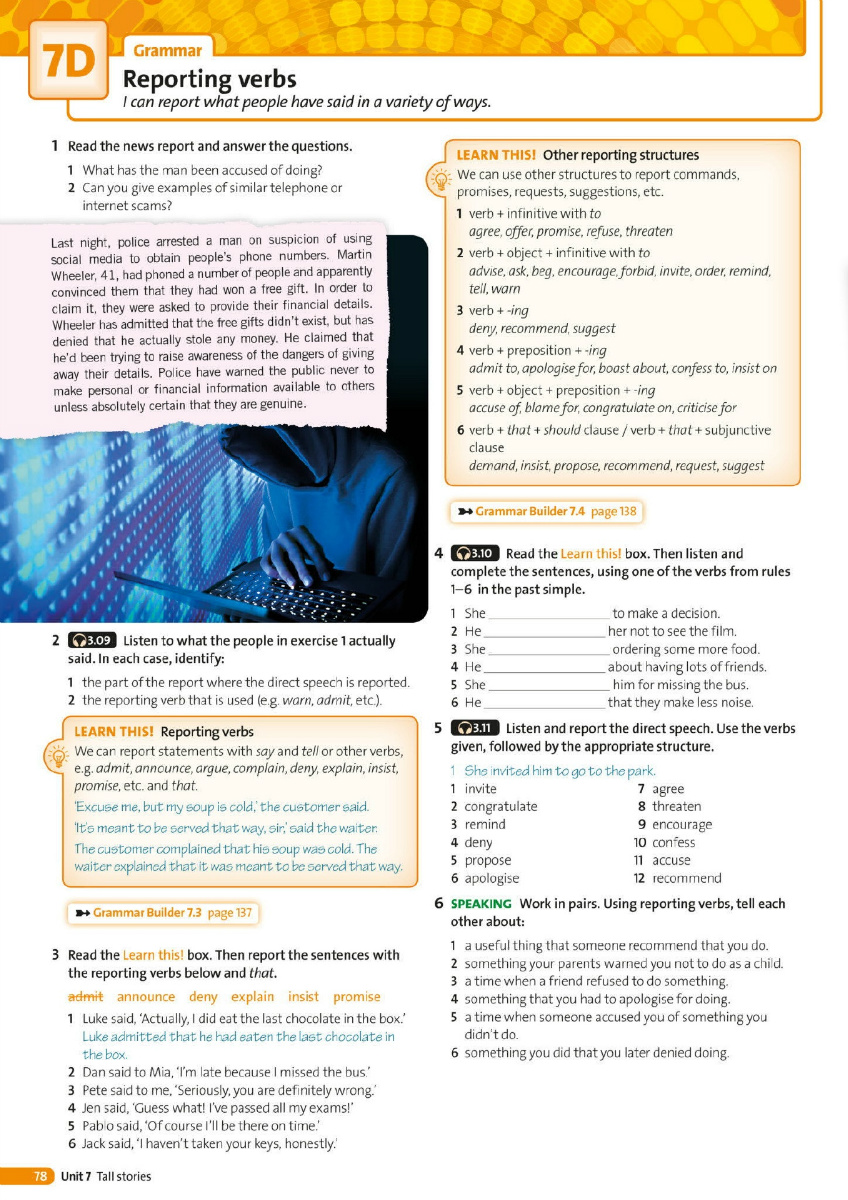 7D
Grammar
Reporting verbs
I can report what people have said in a variety of ways.
1 Read the news report and answer the questions.
1 What has the man been accused of doing?
2 Can you give examples of similar telephone or
internet scams?
Last night, police arrested a man on suspicion of using
social media to obtain people's phone numbers. Martin
Wheeler, 41, had phoned a number of people and apparently
convinced them that they had won a free gift. In order to
claim it, they were asked to provide their financial details.
Wheeler has admitted that the free gifts didn't exist, but has
denied that he actually stole any money. He claimed that
he'd been trying to raise awareness of the dangers of giving
away their details. Police have warned the public never to
make personal or financial information available to others
unless absolutely certain that they are genuine.
2 3.09 Listen to what the people in exercise 1 actually
said. In each case, identify:
1 the part of the report where the direct speech is reported.
2 the reporting verb that is used (e.g. warn, admit, etc.).
LEARN THIS! Reporting verbs
We can report statements with say and tell or other verbs,
e.g. admit, announce, argue, complain, deny, explain, insist,
promise, etc. and that.
'Excuse me, but my soup is cold,' the customer said.
'It's meant to be served that way, sir,' said the waiter.
The customer complained that his soup was cold. The
waiter explained that it was meant to be served that way.
Grammar Builder 7.3 page 137
3 Read the Learn this! box. Then report the sentences with
the reporting verbs below and that.
admit announce deny explain insist promise
1 Luke said, 'Actually, I did eat the last chocolate in the box.'
Luke admitted that he had eaten the last chocolate in
the box.
2 Dan said to Mia, 'I'm late because I missed the bus.'
3 Pete said to me, 'Seriously, you are definitely wrong.'
4 Jen said, 'Guess what! I've passed all my exams!'
5 Pablo said, 'Of course I'll be there on time.'
6 Jack said, 'I haven't taken your keys, honestly.'
LEARN THIS! Other reporting structures
We can use other structures to report commands,
promises, requests, suggestions, etc.
1 verb + infinitive with to
agree, offer, promise, refuse, threaten
2 verb + object + infinitive with to
advise, ask, beg, encourage, forbid, invite, order, remind,
tell, warn
3 verb + -ing
deny, recommend, suggest
4 verb + preposition + -ing
admit to, apologise for, boast about, confess to, insist on
5 verb + object + preposition + -ing
accuse of, blame for, congratulate on, criticise for
6 verb + that + should clause / verb + that + subjunctive
clause
demand, insist, propose, recommend, request, suggest
Grammar Builder 7.4 page 138
4 3.10 Read the Learn this! box. Then listen and
complete the sentences, using one of the verbs from rules
1–6 in the past simple.
1 She ____________ to make a decision.
2 He ____________ her not to see the film.
3 She ____________ ordering some more food.
4 He ____________ about having lots of friends.
5 She ____________ him for missing the bus.
6 He ____________ that they make less noise.
5 3.11 Listen and report the direct speech. Use the verbs
given, followed by the appropriate structure.
1 She invited him to go to the park.
1 invite 7 agree
2 congratulate 8 threaten
3 remind 9 encourage
4 deny 10 confess
5 propose 11 accuse
6 apologise 12 recommend
6 SPEAKING Work in pairs. Using reporting verbs, tell each
other about:
1 a useful thing that someone recommend that you do.
2 something your parents warned you not to do as a child.
3 a time when a friend refused to do something.
4 something that you had to apologise for doing.
5 a time when someone accused you of something you
didn't do.
6 something you did that you later denied doing.
78 Unit 7 Tall stories